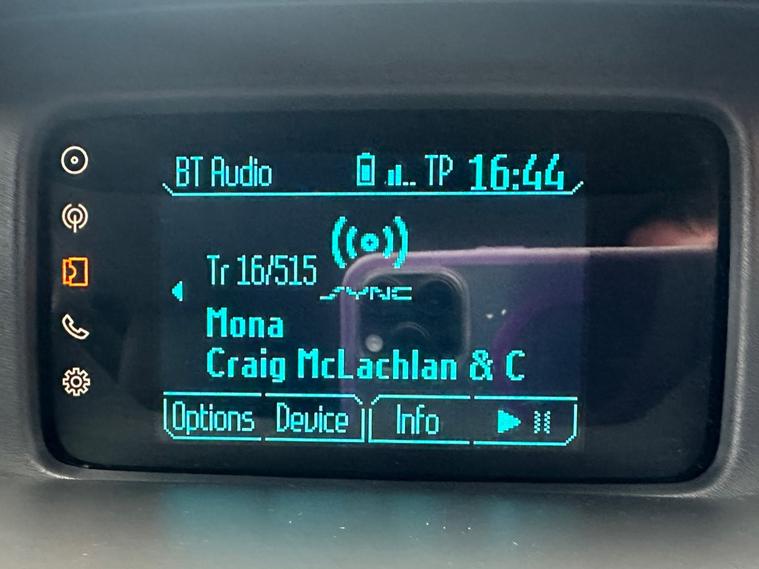 BT Audio TP 16:44
Tr 16/515
SYNC
Mona
Craig McLachlan & C
Options Device Info